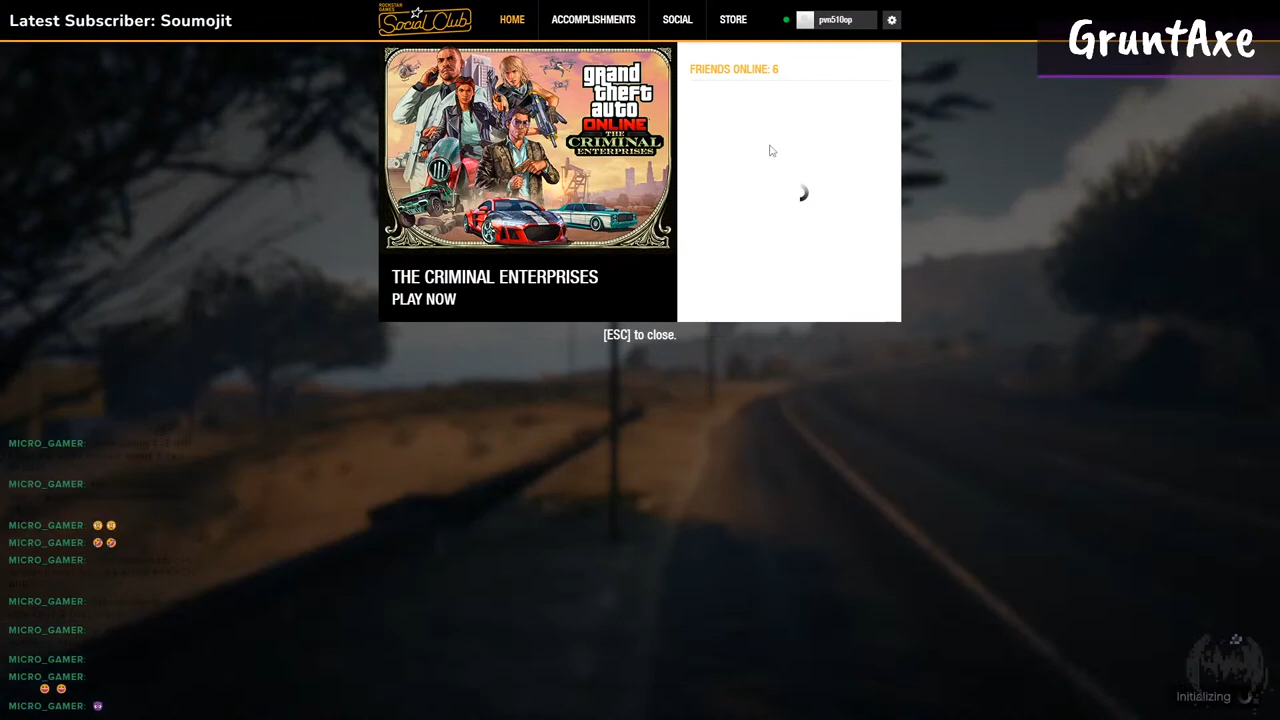 Latest Subscriber: Soumojit
ROCKSTAR GAMES
Social Club
HOME
ACCOMPLISHMENTS
SOCIAL
STORE
pvn510op
GruntAxe
FRIENDS ONLINE: 6
grand
theft
auto
ONLINE
THE
CRIMINAL
ENTERPRISES
THE CRIMINAL ENTERPRISES
PLAY NOW
[ESC] to close.
MICRO_GAMER:
MICRO_GAMER:
MICRO_GAMER:
MICRO_GAMER:
MICRO_GAMER:
MICRO_GAMER:
MICRO_GAMER:
MICRO_GAMER:
MICRO_GAMER:
MICRO_GAMER:
Initializing